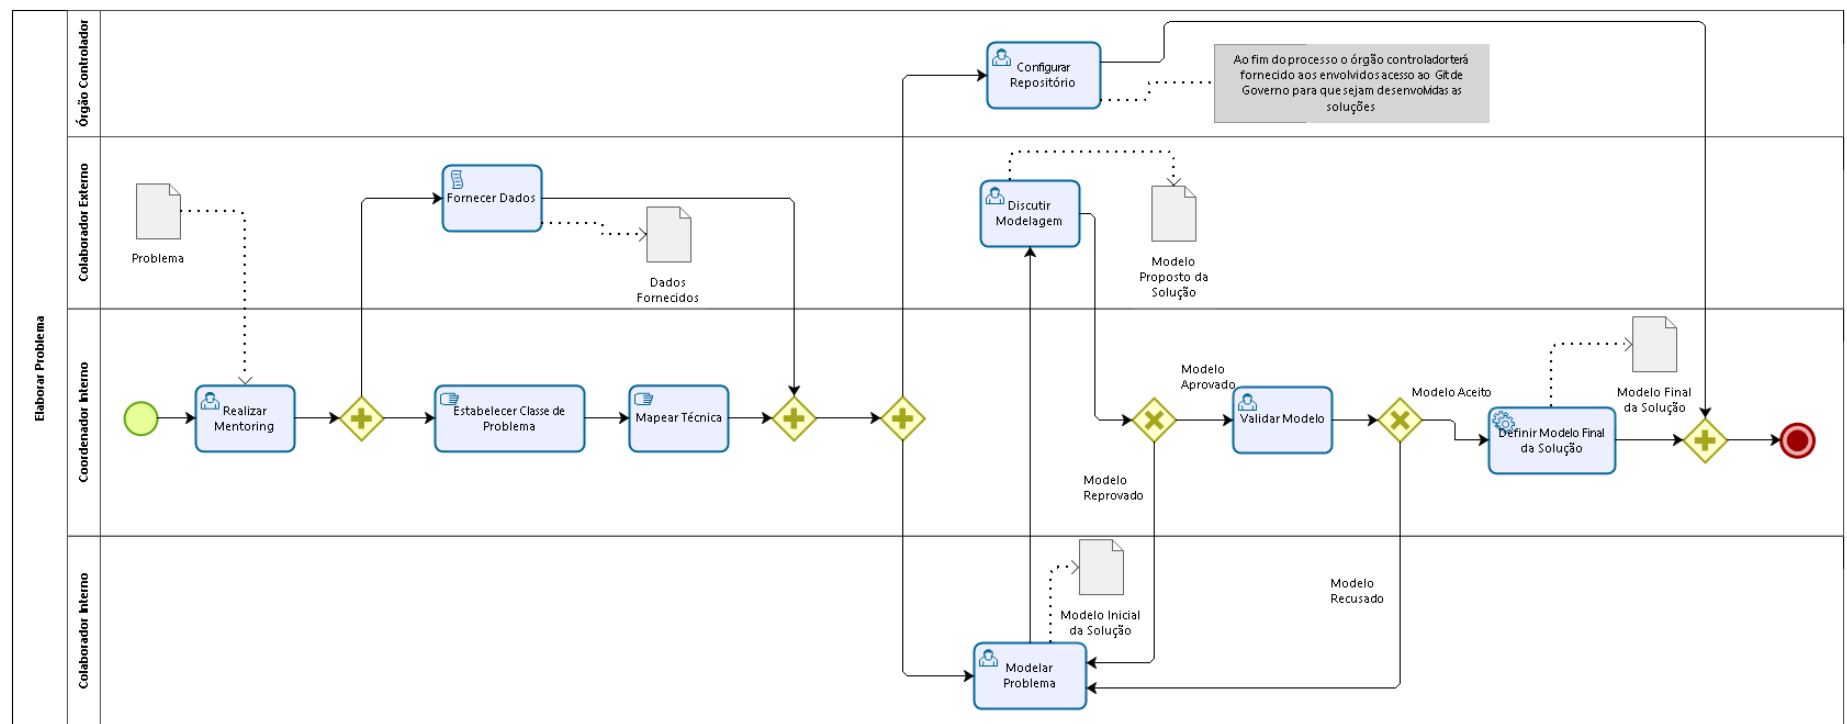 Elaborar Problema
Órgão Controlador
Configurar
Repositório
Ao fim do processo o órgão controlador terá
fornecido aos envolvidos acesso ao Git de
Governo para que sejam desenvolvidas as
soluções
Colaborador Externo
Problema
Fornecer Dados
Dados
Fornecidos
Discutir
Modelagem
Modelo
Proposto da
Solução
Coordenador Interno
Realizar
Mentoring
Estabelecer Classe de
Problema
Mapear Técnica
Modelo
Aprovado
Validar Modelo
Modelo Aceito
Definir Modelo Final
da Solução
Modelo Final
da Solução
Modelo
Reprovado
Colaborador Interno
Modelo Inicial
da Solução
Modelar
Problema
Modelo
Recusado